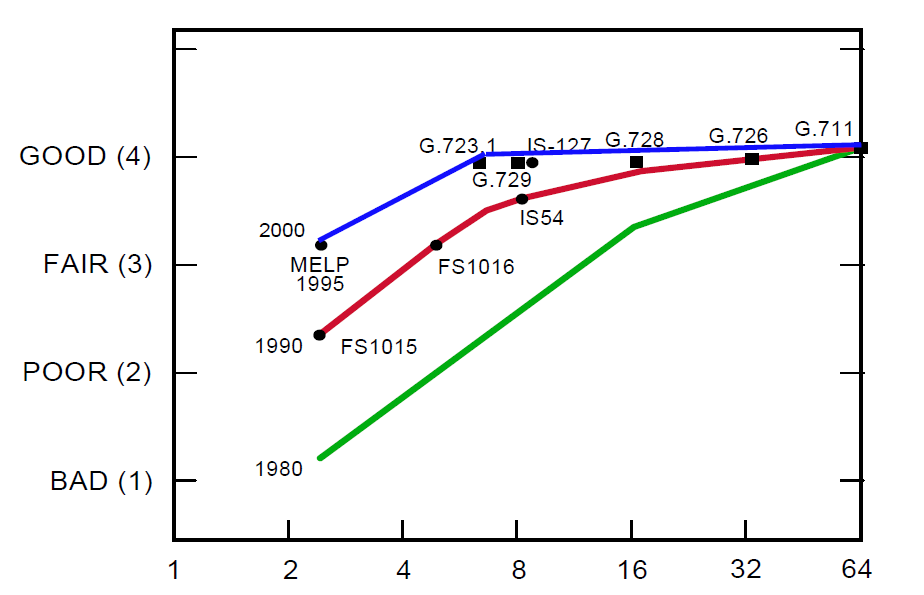 G.711
G.726
G.728
IS-127
G.723.1
GOOD (4)
G.729
IS54
2000
FAIR (3)
MELP
1995
FS1016
1990
FS1015
POOR (2)
1980
BAD (1)
1 2 4 8 16 32 64